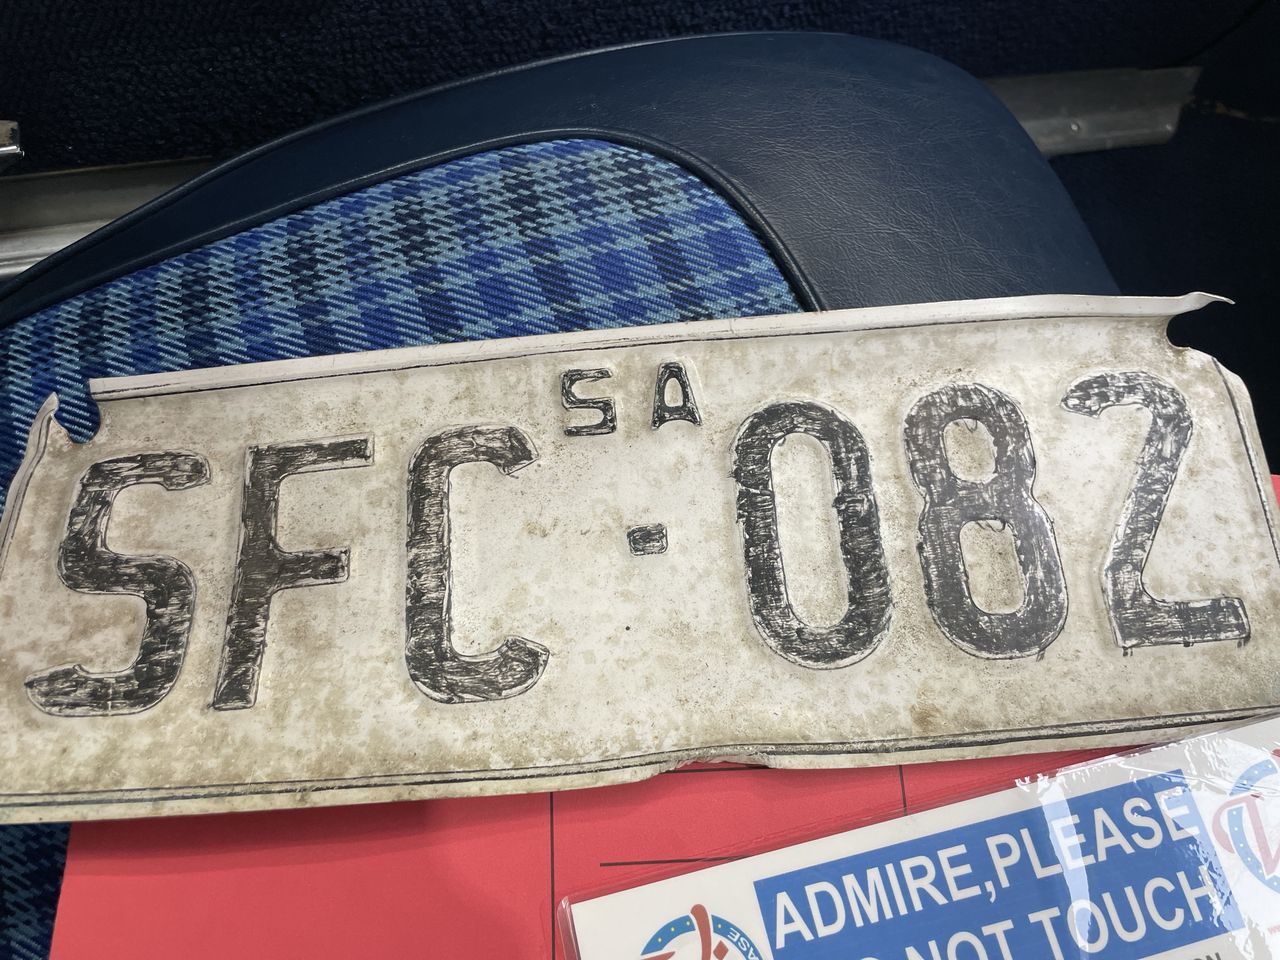 SA
SFC·082
ADMIRE,PLEASE
NOT TOUCH